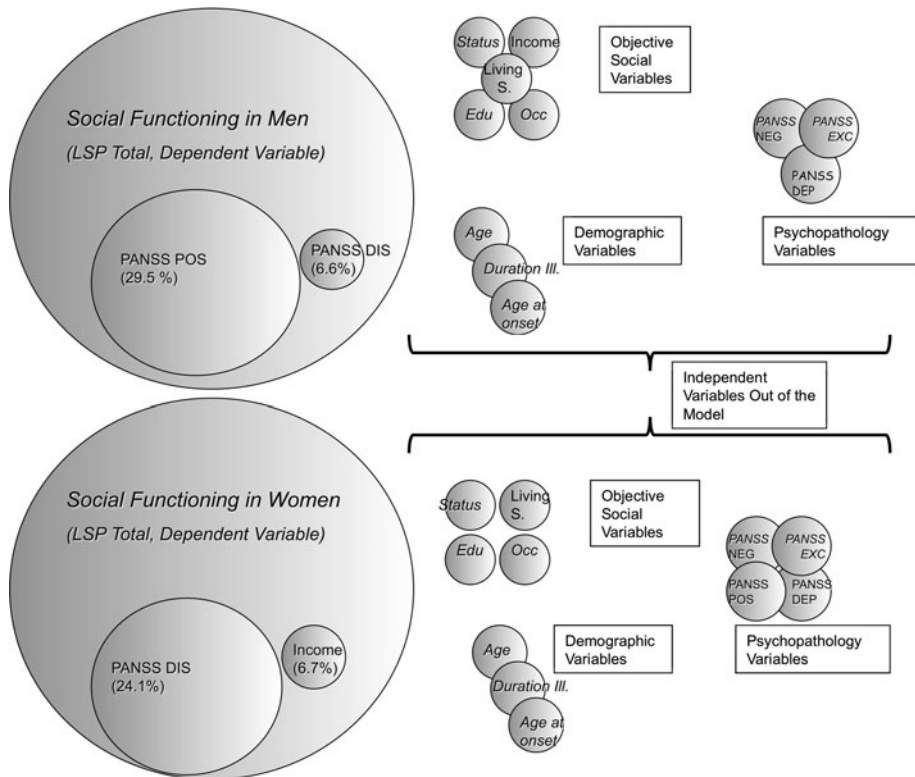 Status
Income
Living
S.
Edu
Occ
Objective
Social
Variables
Social Functioning in Men
(LSP Total, Dependent Variable)
PANSS
NEG
PANSS
EXC
PANSS
DEP
PANSS POS
(29.5 %)
PANSS DIS
(6.6%)
Age
Duration Ill.
Age at
onset
Demographic
Variables
Psychopathology
Variables
Independent
Variables Out of the
Model
Social Functioning in Women
(LSP Total, Dependent Variable)
Status
Living
S.
Edu
Occ
Objective
Social
Variables
PANSS
NEG
PANSS
EXC
PANSS
POS
PANSS
DEP
PANSS DIS
(24.1%)
Income
(6.7%)
Age
Duration Ill.
Age at
onset
Demographic
Variables
Psychopathology
Variables